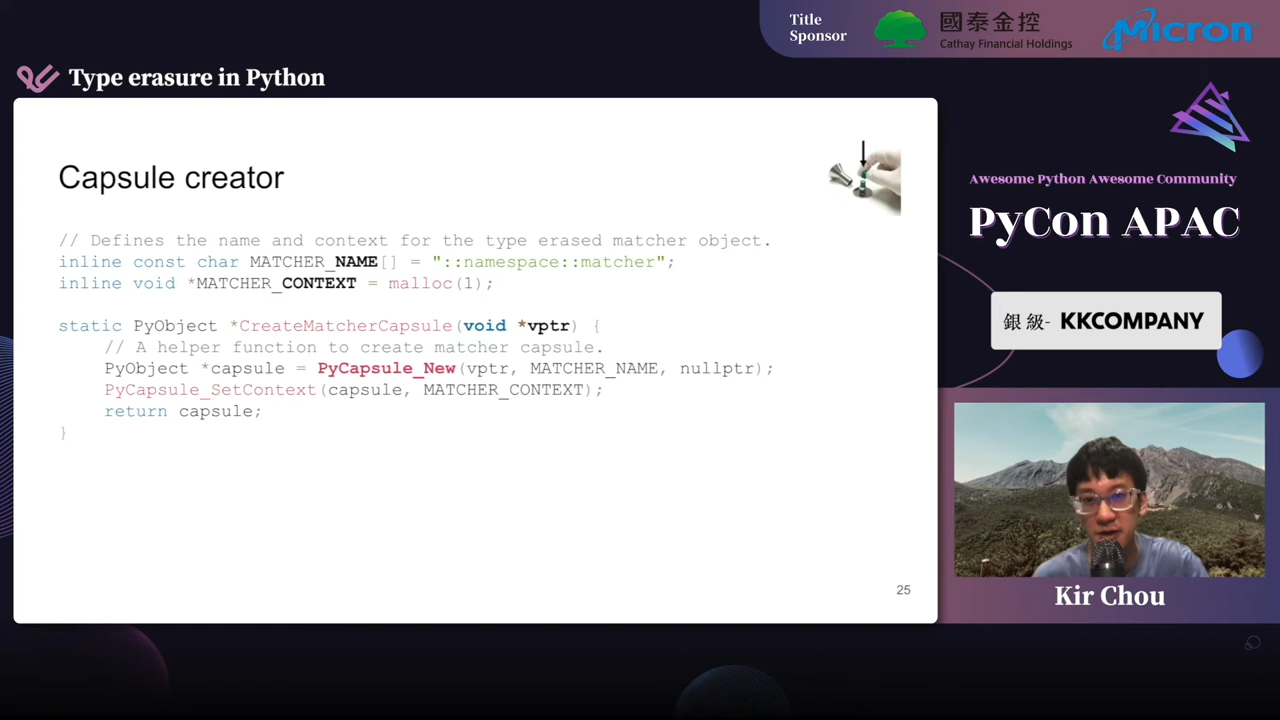 Title
Sponsor
國泰金控
Cathay Financial Holdings
Micron
Type erasure in Python
Capsule creator
// Defines the name and context for the type erased matcher object.
inline const char MATCHER_NAME[] = "::namespace::matcher";
inline void *MATCHER_CONTEXT = malloc(1);
static PyObject *CreateMatcherCapsule(void *vptr) {
// A helper function to create matcher capsule.
PyObject *capsule = PyCapsule_New(vptr, MATCHER_NAME, nullptr);
PyCapsule_SetContext(capsule, MATCHER_CONTEXT);
return capsule;
}
25
Awesome Python Awesome Community
PyCon APAC
銀級- KKCOMPANY
Kir Chou